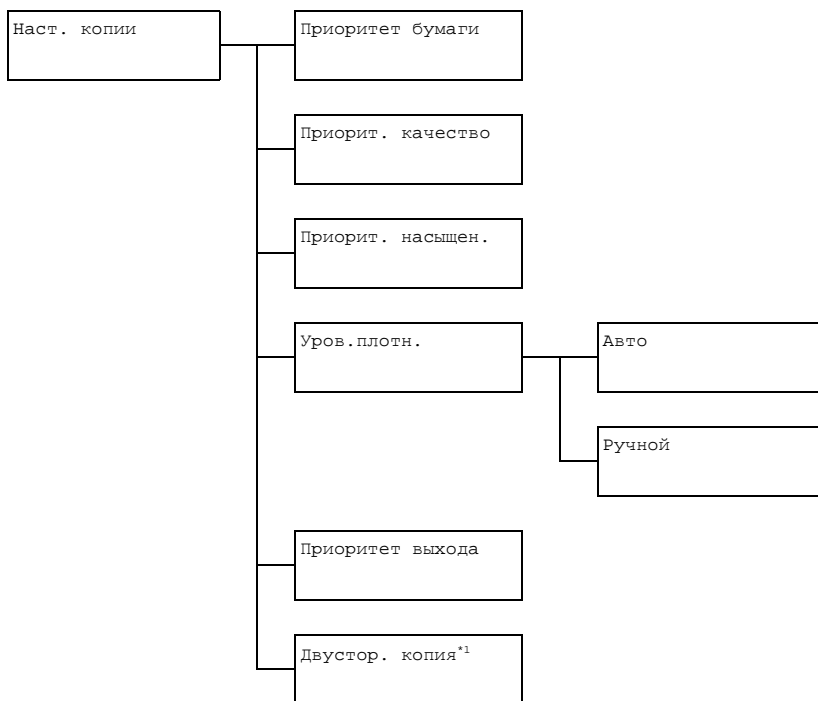 Наст. копии
Приоритет бумаги
Приорит. качество
Приорит. насыщен.
Уров.плотн.
Авто
Ручной
Приоритет выхода
Двустор. копия*1